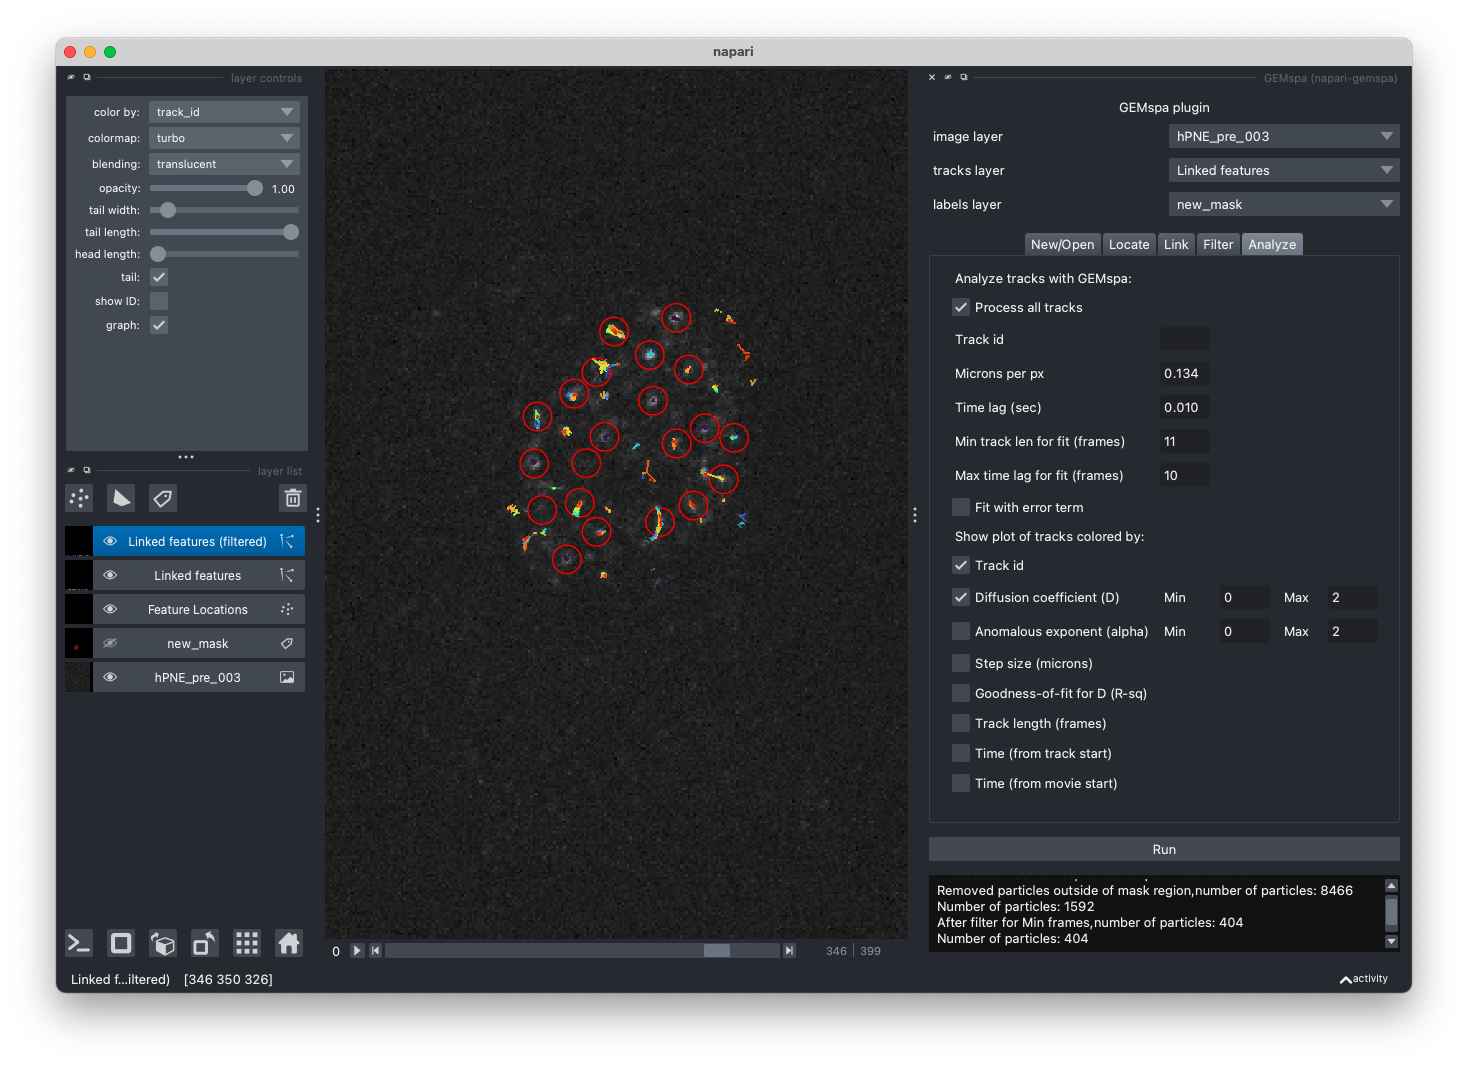 napari
layer controls
color by: track_id
colormap: turbo
blending: translucent
opacity: 1.00
tail width:
tail length:
head length:
tail:
show ID:
graph:
layer list
Linked features (filtered)
Linked features
Feature Locations
new_mask
hPNE_pre_003
0
346 399
Linked f...iltered) [346 350 326]
GEMspa (napari-gemspa)
GEMspa plugin
image layer hPNE_pre_003
tracks layer Linked features
labels layer new_mask
New/Open Locate Link Filter Analyze
Analyze tracks with GEMspa:
Process all tracks
Track id
Microns per px 0.134
Time lag (sec) 0.010
Min track len for fit (frames) 11
Max time lag for fit (frames) 10
Fit with error term
Show plot of tracks colored by:
Track id
Diffusion coefficient (D) Min 0 Max 2
Anomalous exponent (alpha) Min 0 Max 2
Step size (microns)
Goodness-of-fit for D (R-sq)
Track length (frames)
Time (from track start)
Time (from movie start)
Run
Removed particles outside of mask region,number of particles: 8466
Number of particles: 1592
After filter for Min frames,number of particles: 404
Number of particles: 404
activity